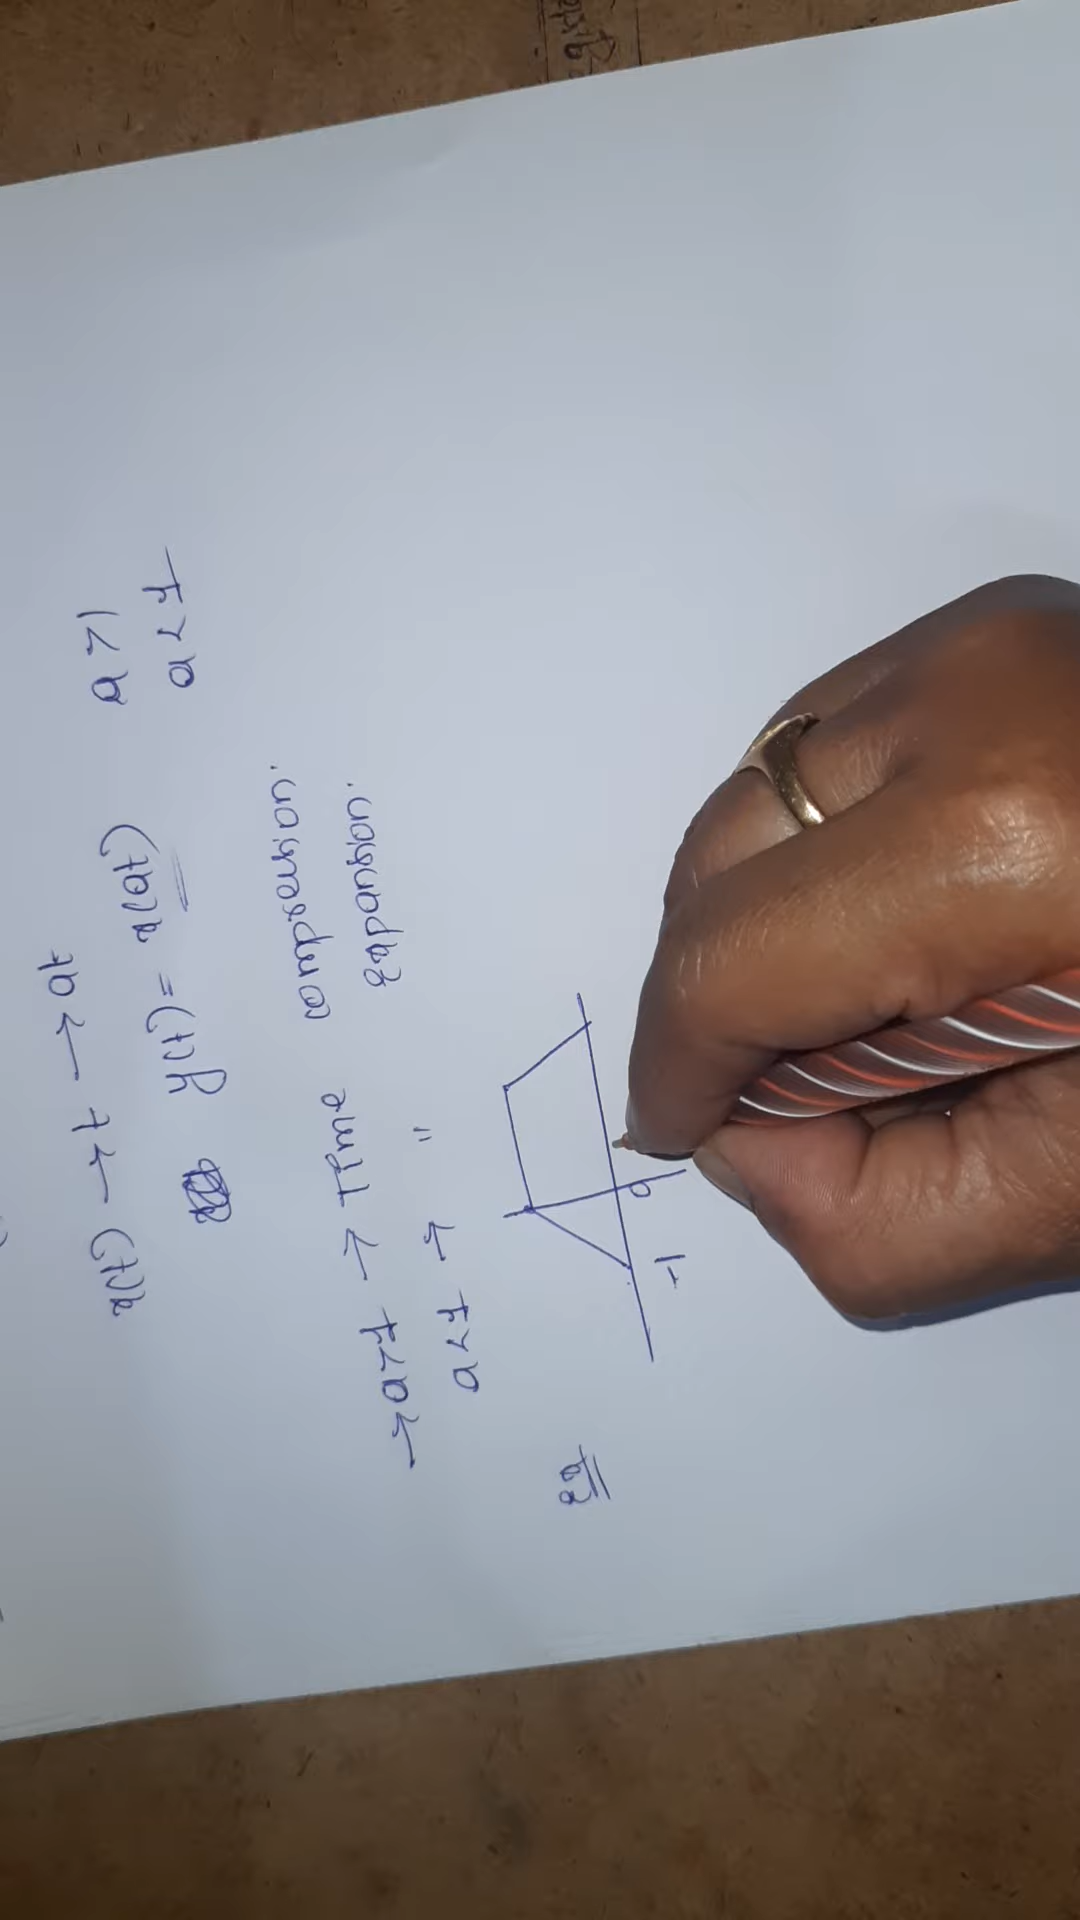 x(t) → t → at
y(t) = x(at)
a>1
a<1
→ a>1 → Time compression.
a<1 → " expansion.
Eg
-1
0